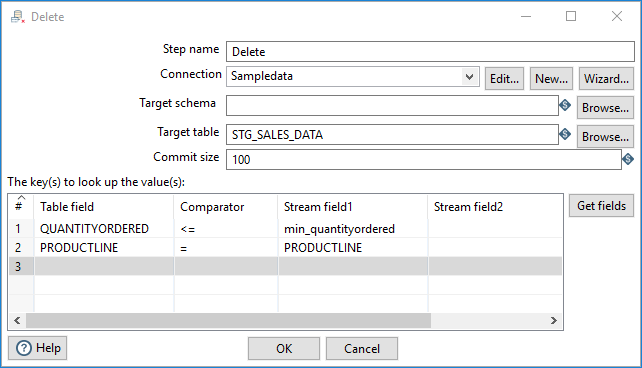 Delete
Step name Delete
Connection Sampledata Edit... New... Wizard...
Target schema Browse...
Target table STG_SALES_DATA Browse...
Commit size 100
The key(s) to look up the value(s):
# Table field Comparator Stream field1 Stream field2 Get fields
1 QUANTITYORDERED <= min_quantityordered
2 PRODUCTLINE = PRODUCTLINE
3
Help OK Cancel